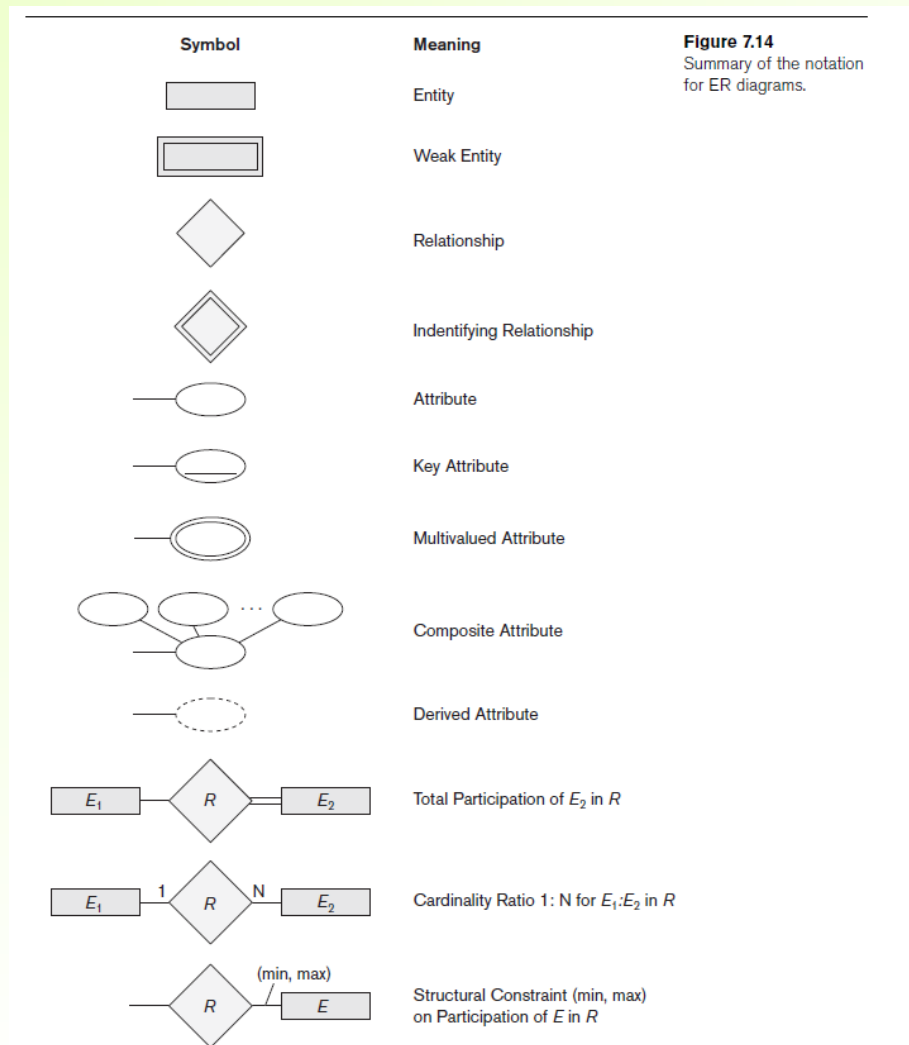 Symbol
Meaning
Figure 7.14
Summary of the notation
for ER diagrams.
Entity
Weak Entity
Relationship
Indentifying Relationship
Attribute
Key Attribute
Multivalued Attribute
. . .
Composite Attribute
Derived Attribute
E₁ R E₂
Total Participation of E₂ in R
E₁ 1 R N E₂
Cardinality Ratio 1: N for E₁:E₂ in R
(min, max)
R E
Structural Constraint (min, max)
on Participation of E in R